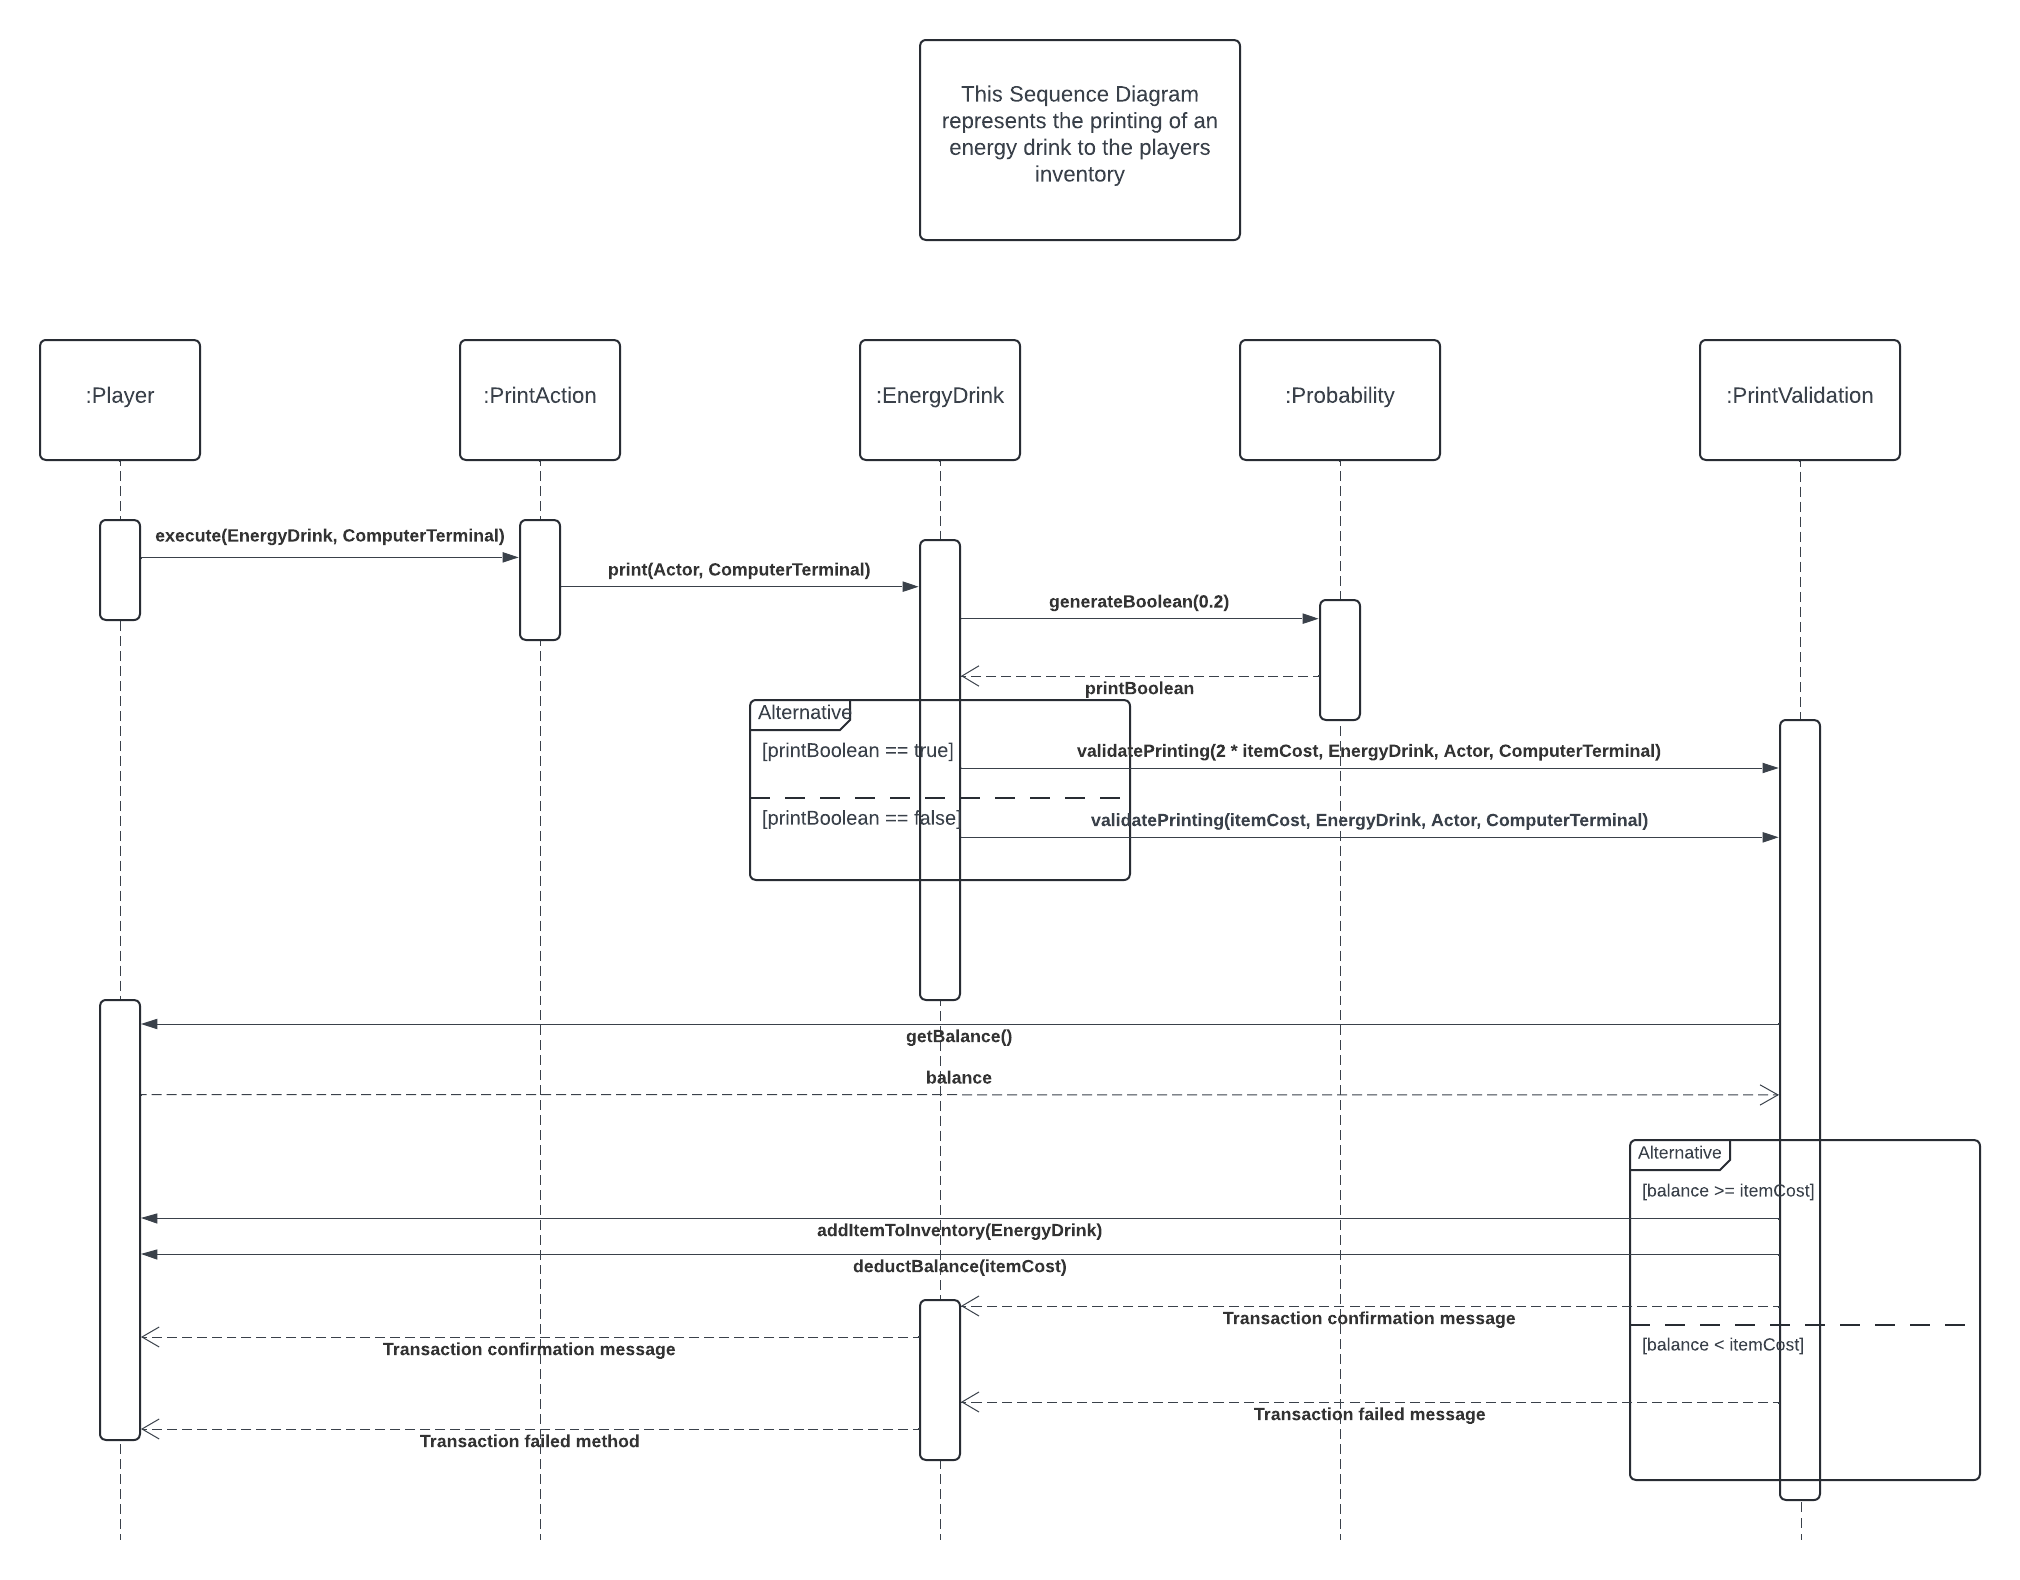 This Sequence Diagram
represents the printing of an
energy drink to the players
inventory
:Player
:PrintAction
:EnergyDrink
:Probability
:PrintValidation
execute(EnergyDrink, ComputerTerminal)
print(Actor, ComputerTerminal)
generateBoolean(0.2)
printBoolean
Alternative
[printBoolean == true]
validatePrinting(2 * itemCost, EnergyDrink, Actor, ComputerTerminal)
[printBoolean == false]
validatePrinting(itemCost, EnergyDrink, Actor, ComputerTerminal)
getBalance()
balance
Alternative
[balance >= itemCost]
addItemToInventory(EnergyDrink)
deductBalance(itemCost)
Transaction confirmation message
Transaction confirmation message
[balance < itemCost]
Transaction failed message
Transaction failed method